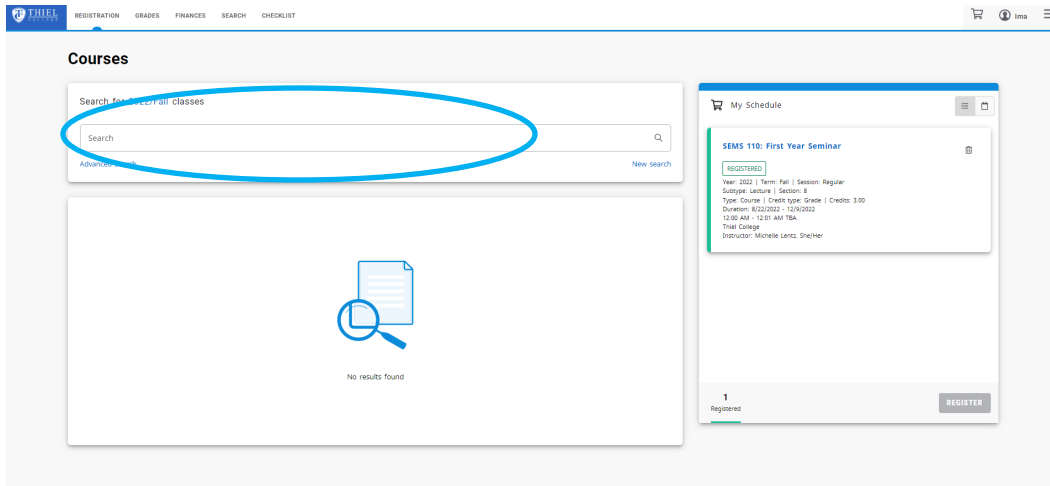 THIEL
COLLEGE
REGISTRATION GRADES FINANCES SEARCH CHECKLIST
Ima
Courses
Search for 2022/Fall classes
Search
Advanced search
New search
No results found
My Schedule
SEMS 110: First Year Seminar
REGISTERED
Year: 2022 | Term: Fall | Session: Regular
Subtype: Lecture | Section: 8
Type: Course | Credit type: Grade | Credits: 3.00
Duration: 8/22/2022 - 12/9/2022
12:00 AM - 12:01 AM TBA
Thiel College
Instructor: Michelle Lentz, She/Her
1
Registered
REGISTER